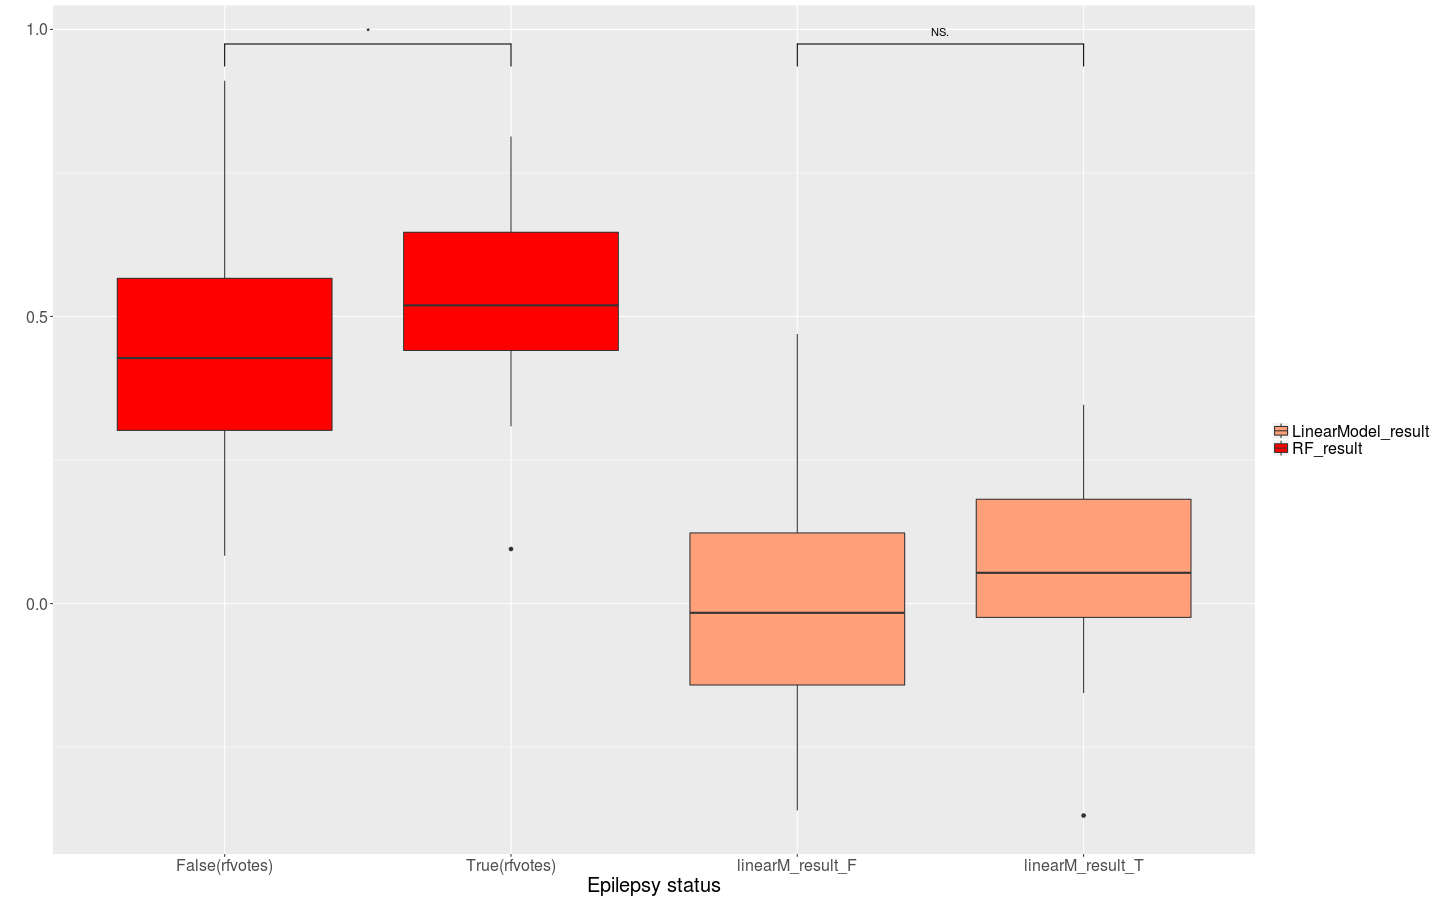 1.0
*
NS.
0.5
LinearModel_result
RF_result
0.0
False(rfvotes) True(rfvotes) linearM_result_F linearM_result_T
Epilepsy status